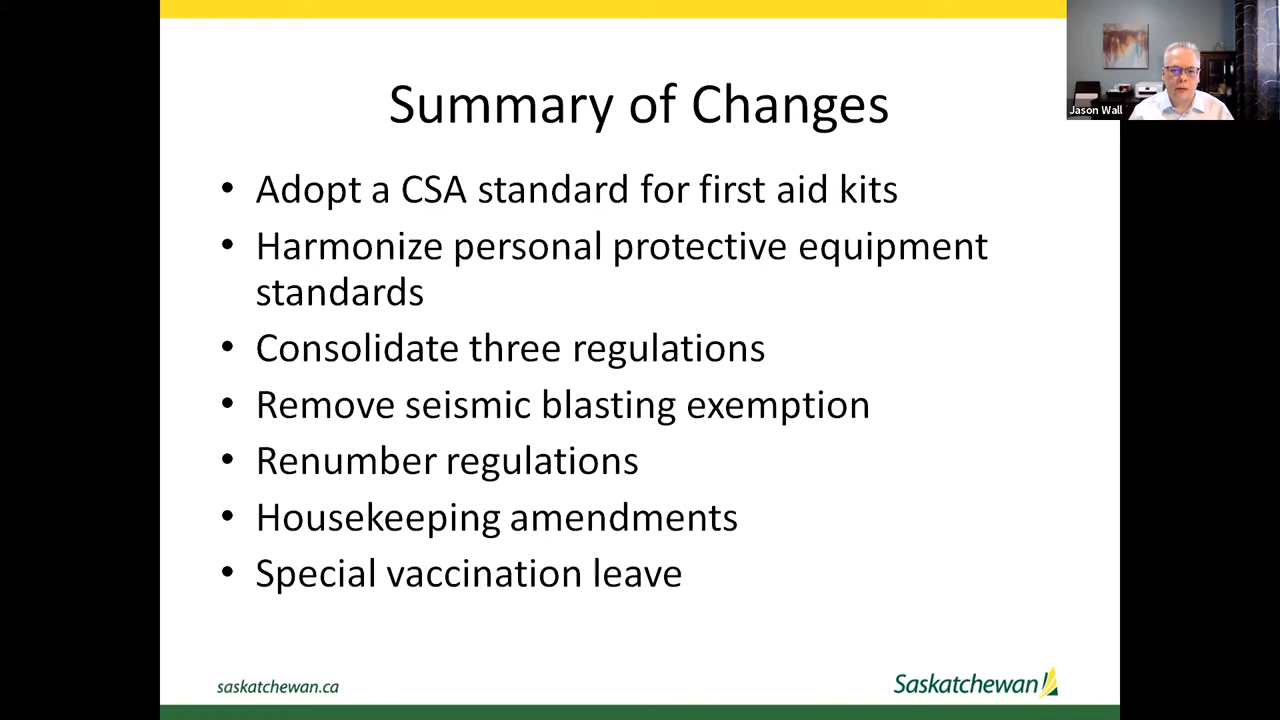 Summary of Changes
• Adopt a CSA standard for first aid kits
• Harmonize personal protective equipment
standards
• Consolidate three regulations
• Remove seismic blasting exemption
• Renumber regulations
• Housekeeping amendments
• Special vaccination leave
saskatchewan.ca
Saskatchewan
Jason Wall